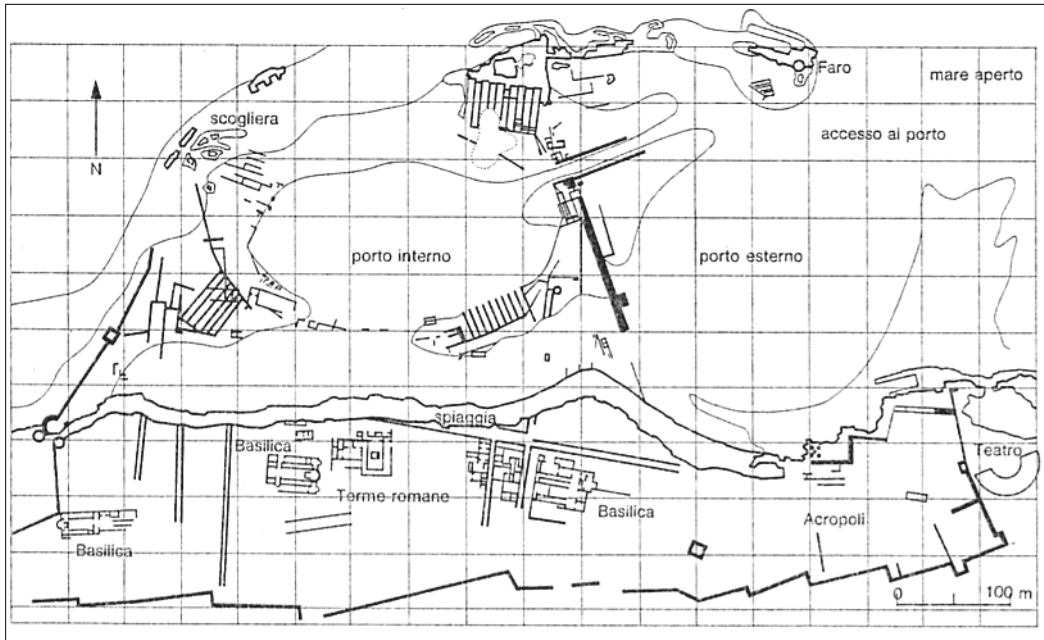 Faro
mare aperto
scogliera
accesso al porto
N
porto interno
porto esterno
spiaggia
Basilica
Teatro
Terme romane
Basilica
Acropoli
Basilica
0 100 m